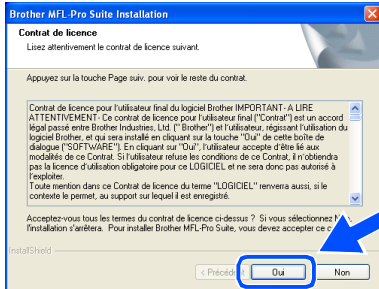 Brother MFL-Pro Suite Installation
Contrat de licence
Lisez attentivement le contrat de licence suivant.
Appuyez sur la touche Page suiv. pour voir le reste du contrat.
Contrat de licence pour l'utilisateur final du logiciel Brother IMPORTANT- A LIRE
ATTENTIVEMENT- Ce contrat de licence pour l'utilisateur final ("Contrat") est un accord
légal passé entre Brother Industries, Ltd. (" Brother") et l'utilisateur, régissant l'utilisation du
logiciel Brother, et qui sera installé en cliquant sur la touche "Oui" de cette boîte de
dialogue ("SOFTWARE"). En cliquant sur "Oui", l'utilisateur accepte d'être lié aux
modalités de ce Contrat. Si l'utilisateur refuse les conditions de ce Contrat, il n'obtiendra
pas la licence d'utilisation obligatoire pour ce LOGICIEL et ne sera donc pas autorisé à
l'exploiter.
Toute mention dans ce Contrat de licence du terme "LOGICIEL" renverra aussi, si le
contexte le permet, au support sur lequel il est enregistré.
Acceptez-vous tous les termes du contrat de licence ci-dessus ? Si vous sélectionnez
l'installation s'arrêtera. Pour installer Brother MFL-Pro Suite, vous devez accepter ce
InstallShield
< Précédent
Oui
Non